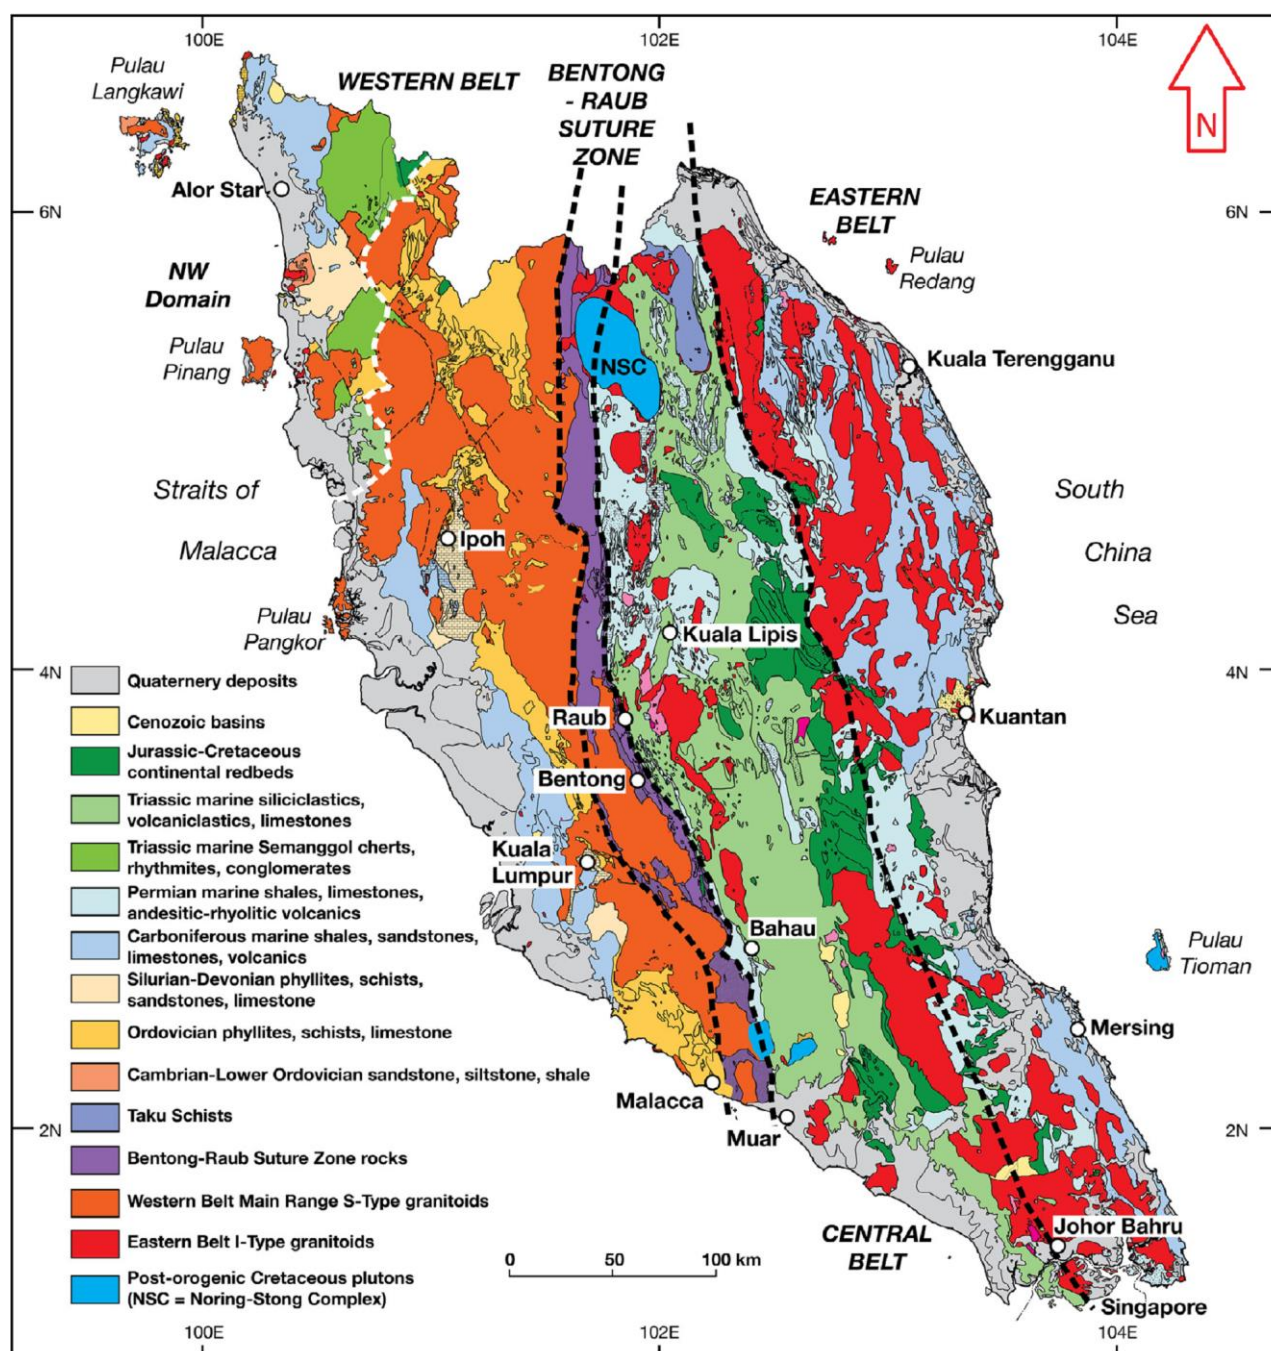 100E
102E
104E
Pulau
Langkawi
WESTERN BELT
BENTONG
- RAUB
SUTURE
ZONE
N
Alor Star
6N
EASTERN
BELT
6N
NW
Domain
Pulau
Redang
Pulau
Pinang
NSC
Kuala Terengganu
Straits of
Malacca
South
China
Sea
Ipoh
Pulau
Pangkor
Kuala Lipis
4N
4N
Raub
Kuantan
Bentong
Kuala
Lumpur
Bahau
Pulau
Tioman
Mersing
Malacca
Muar
2N
2N
Johor Bahru
CENTRAL
BELT
Singapore
Quaternery deposits
Cenozoic basins
Jurassic-Cretaceous
continental redbeds
Triassic marine siliciclastics,
volcaniclastics, limestones
Triassic marine Semanggol cherts,
rhythmites, conglomerates
Permian marine shales, limestones,
andesitic-rhyolitic volcanics
Carboniferous marine shales, sandstones,
limestones, volcanics
Silurian-Devonian phyllites, schists,
sandstones, limestone
Ordovician phyllites, schists, limestone
Cambrian-Lower Ordovician sandstone, siltstone, shale
Taku Schists
Bentong-Raub Suture Zone rocks
Western Belt Main Range S-Type granitoids
Eastern Belt I-Type granitoids
Post-orogenic Cretaceous plutons
(NSC = Noring-Stong Complex)
0 50 100 km
100E
102E
104E